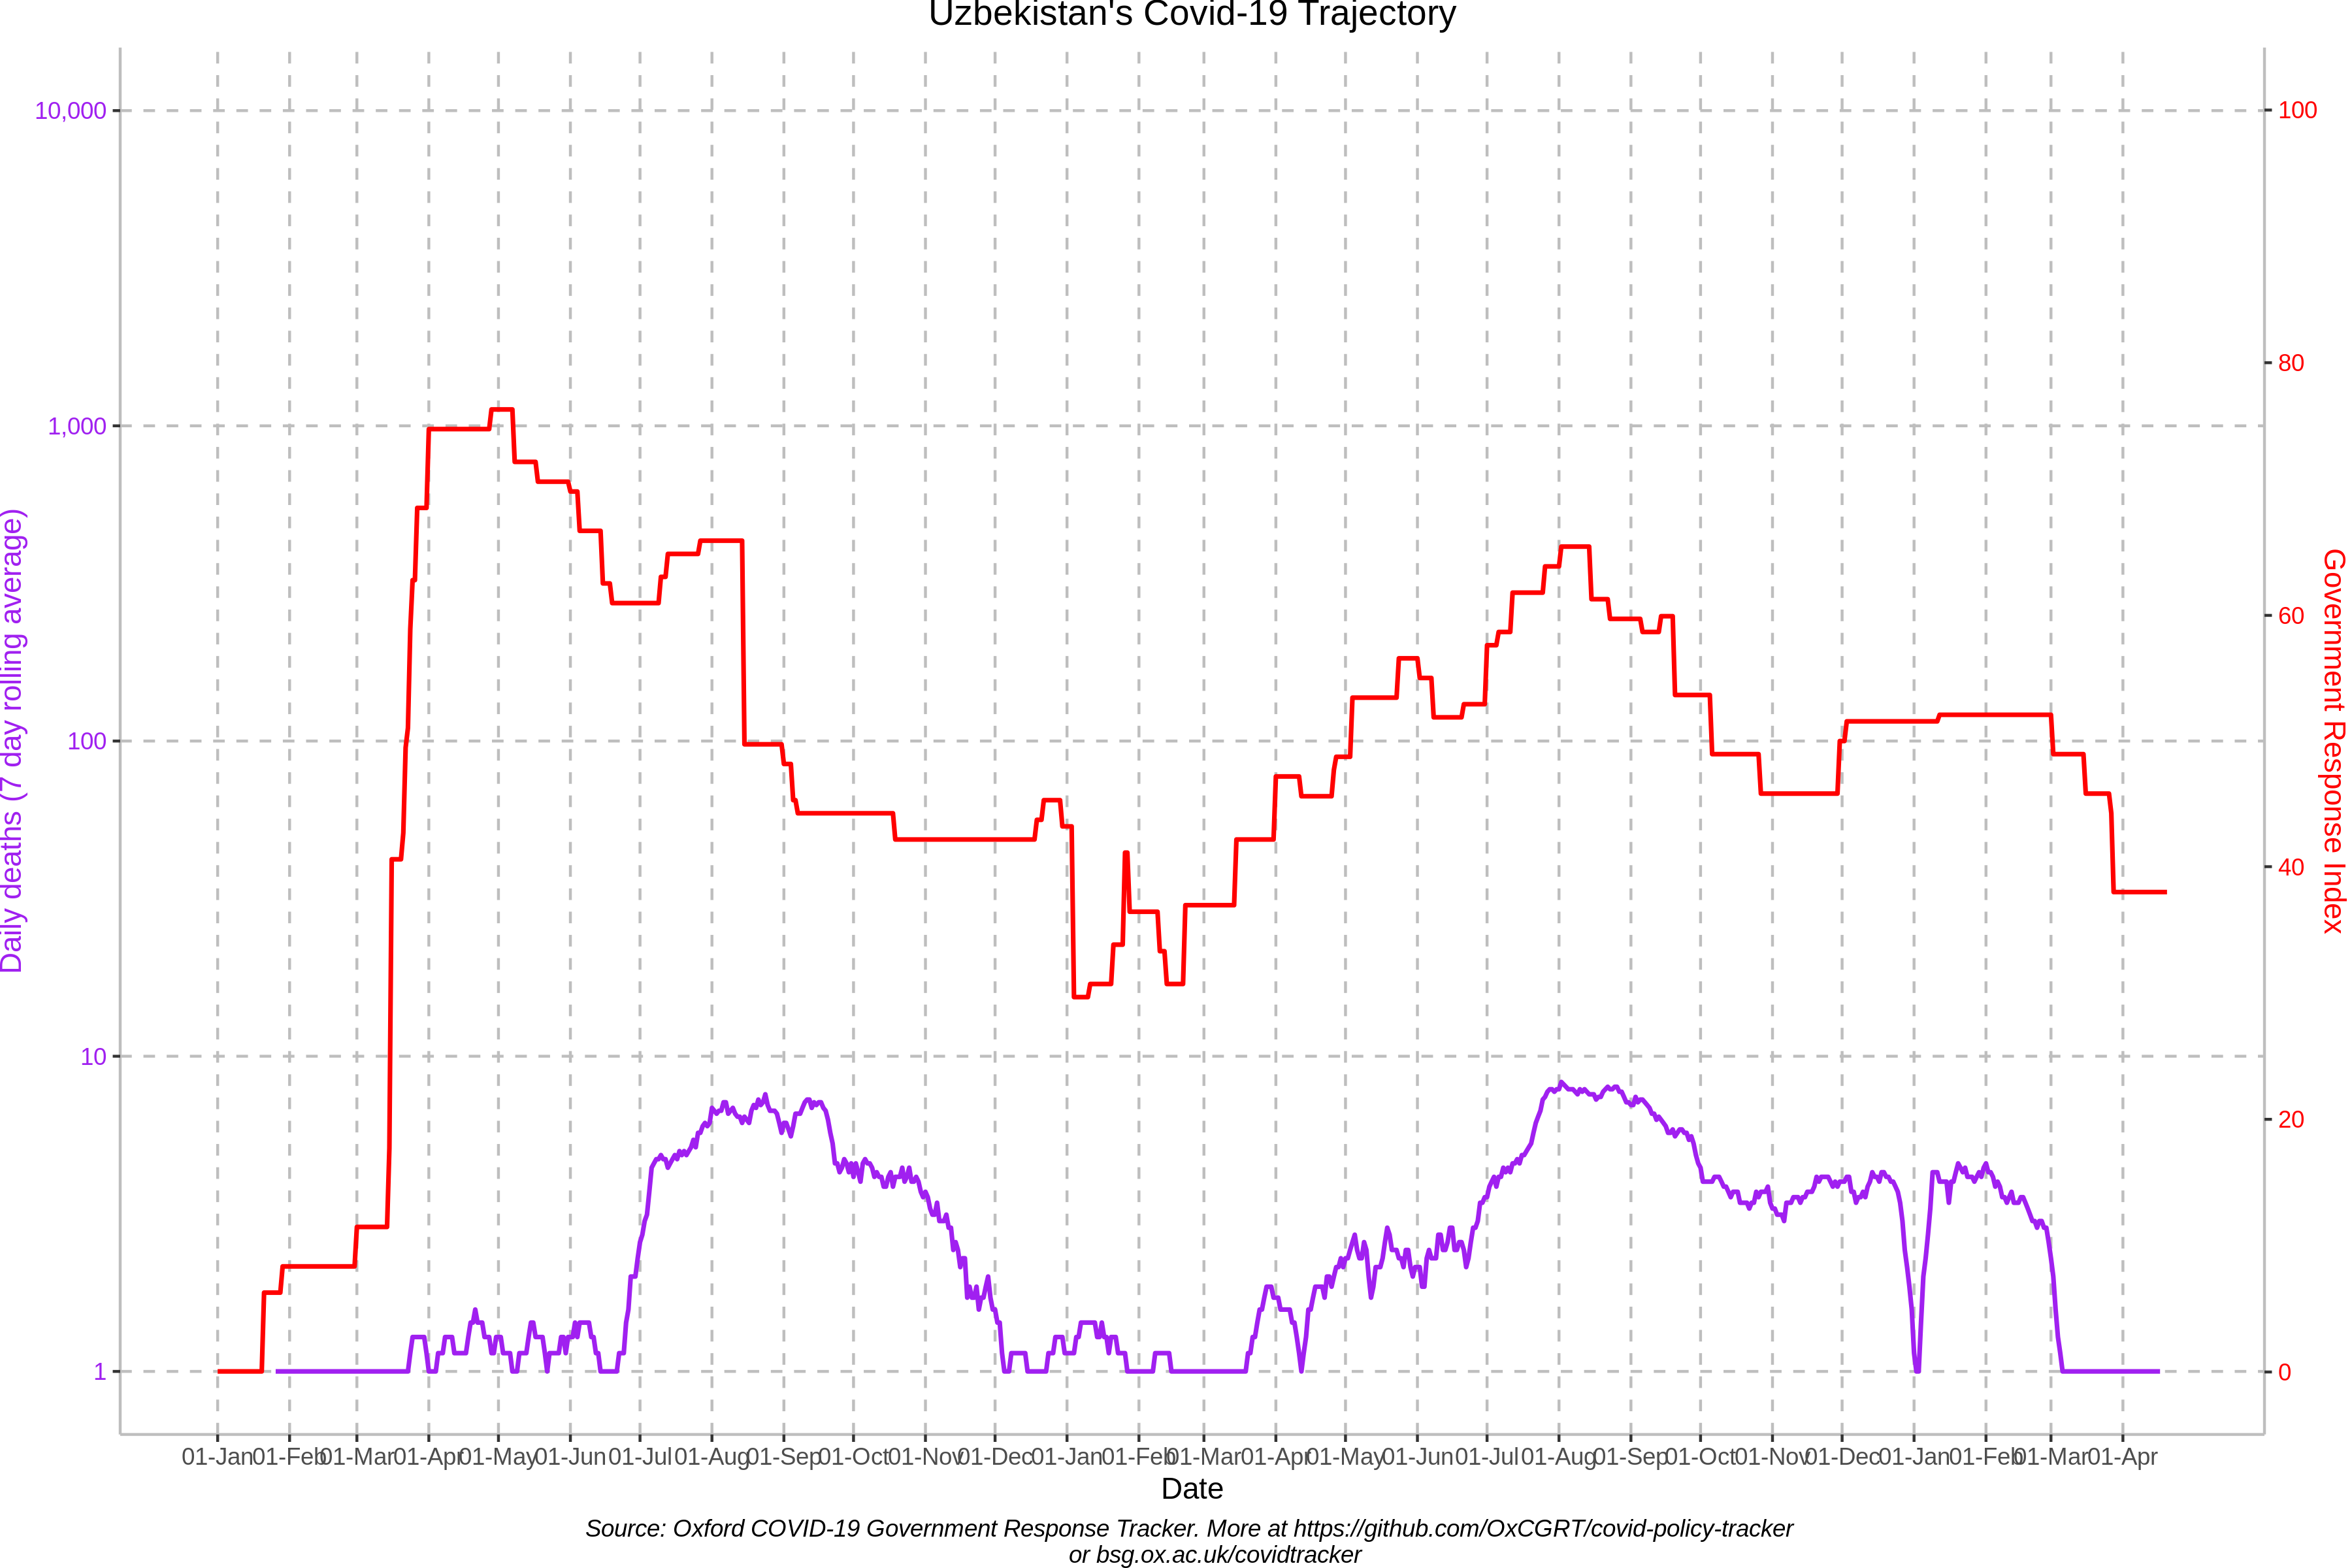 Uzbekistan's Covid-19 Trajectory
10,000
1,000
100
10
1
Daily deaths (7 day rolling average)
100
80
60
40
20
0
Government Response Index
01-Jan 01-Feb 01-Mar 01-Apr 01-May 01-Jun 01-Jul 01-Aug 01-Sep 01-Oct 01-Nov 01-Dec 01-Jan 01-Feb 01-Mar 01-Apr 01-May 01-Jun 01-Jul 01-Aug 01-Sep 01-Oct 01-Nov 01-Dec 01-Jan 01-Feb 01-Mar 01-Apr
Date
Source: Oxford COVID-19 Government Response Tracker. More at https://github.com/OxCGRT/covid-policy-tracker
or bsg.ox.ac.uk/covidtracker